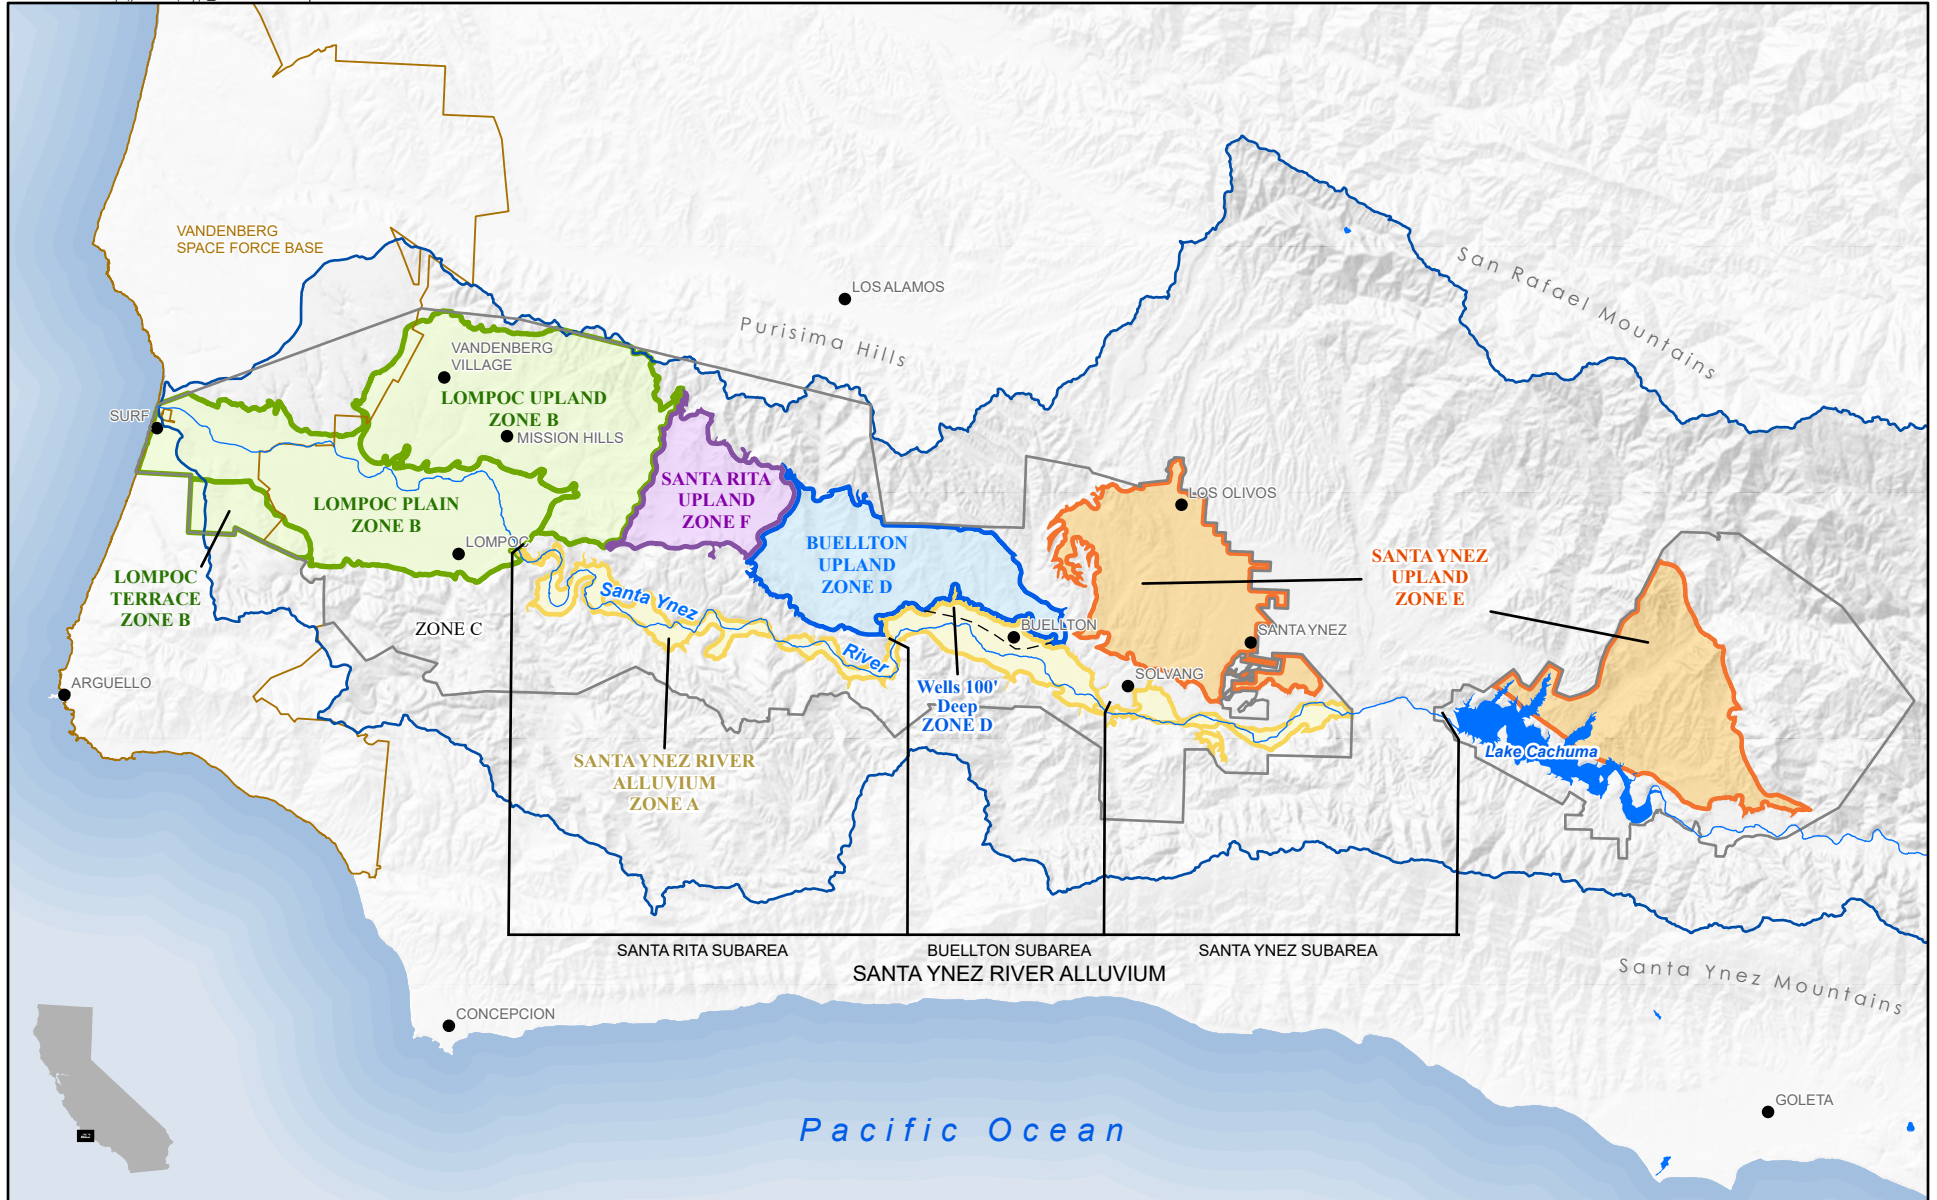 VANDENBERG
SPACE FORCE BASE
San Rafael Mountains
LOS ALAMOS
Purisima Hills
VANDENBERG
VILLAGE
LOMPOC UPLAND
ZONE B
SURF
MISSION HILLS
SANTA RITA
UPLAND
ZONE F
LOMPOC PLAIN
ZONE B
LOS OLIVOS
LOMPOC
BUELLTON
UPLAND
ZONE D
SANTA YNEZ
UPLAND
ZONE E
LOMPOC
TERRACE
ZONE B
Santa Ynez
River
ZONE C
BUELLTON
SANTA YNEZ
ARGUELLO
SOLVANG
Wells 100'
Deep
ZONE D
Lake Cachuma
SANTA YNEZ RIVER
ALLUVIUM
ZONE A
SANTA RITA SUBAREA
BUELLTON SUBAREA
SANTA YNEZ SUBAREA
SANTA YNEZ RIVER ALLUVIUM
Santa Ynez Mountains
CONCEPCION
GOLETA
Pacific Ocean